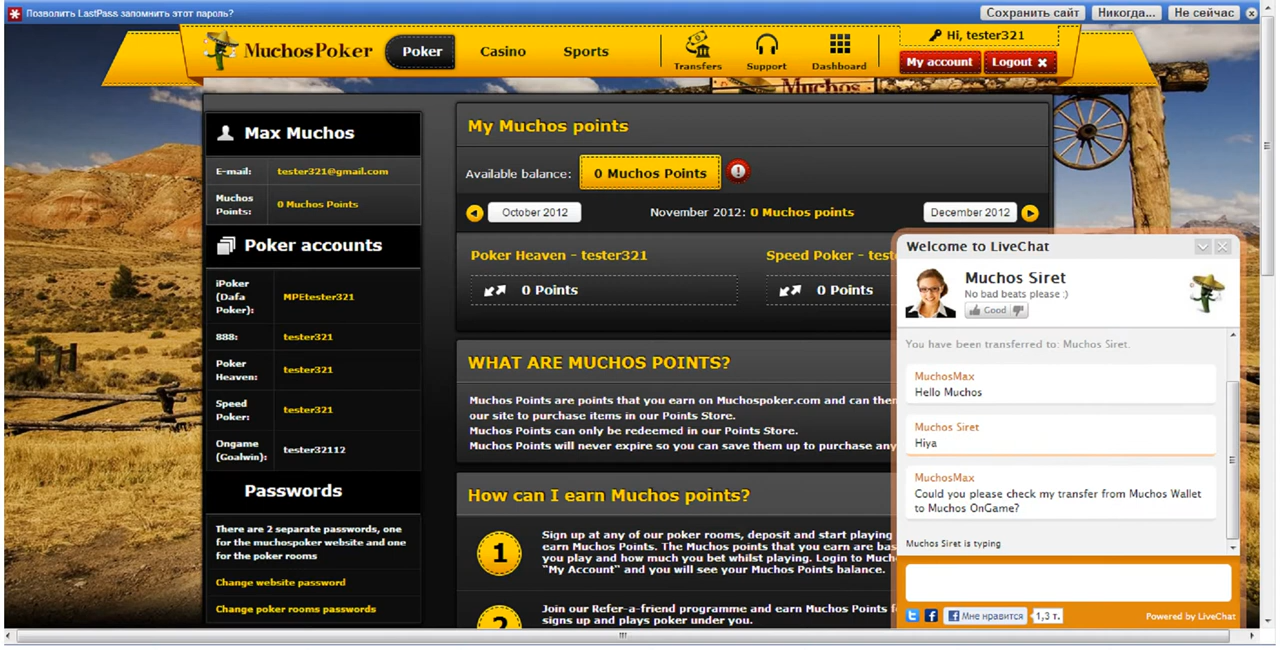 Позволить LastPass запомнить этот пароль?
Сохранить сайт
Никогда...
Не сейчас
MuchosPoker
Poker
Casino
Sports
Transfers
Support
Dashboard
Hi, tester321
My account
Logout
Muchos
Max Muchos
E-mail: tester321@gmail.com
Muchos
Points: 0 Muchos Points
Poker accounts
iPoker
(Dafa
Poker): MPEtester321
888: tester321
Poker
Heaven: tester321
Speed
Poker: tester321
Ongame
(Goalwin): tester32112
Passwords
There are 2 separate passwords, one
for the muchospoker website and one
for the poker rooms
Change website password
Change poker rooms passwords
My Muchos points
Available balance: 0 Muchos Points
October 2012
November 2012: 0 Muchos points
December 2012
Poker Heaven - tester321
0 Points
Speed Poker - test
0 Points
WHAT ARE MUCHOS POINTS?
Muchos Points are points that you earn on Muchospoker.com and can then
our site to purchase items in our Points Store.
Muchos Points can only be redeemed in our Points Store.
Muchos Points will never expire so you can save them up to purchase any
How can I earn Muchos points?
1
Sign up at any of our poker rooms, deposit and start playing
earn Muchos Points. The Muchos points that you earn are bas
you play and how much you bet whilst playing. Login to Much
"My Account" and you will see your Muchos Points balance.
2
Join our Refer-a-friend programme and earn Muchos Points f
signs up and plays poker under you.
Welcome to LiveChat
Muchos Siret
No bad beats please :)
Good
You have been transferred to: Muchos Siret.
MuchosMax
Hello Muchos
Muchos Siret
Hiya
MuchosMax
Could you please check my transfer from Muchos Wallet
to Muchos OnGame?
Muchos Siret is typing
Мне нравится
1,3 т.
Powered by LiveChat